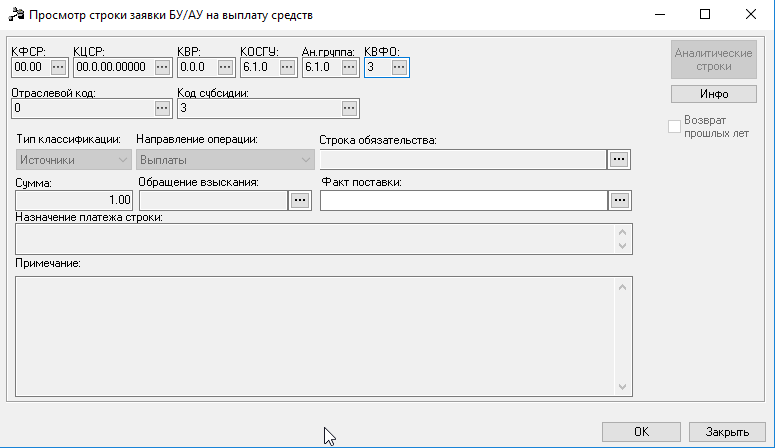 Просмотр строки заявки БУ/АУ на выплату средств
КФСР: КЦСР: КВР: КОСГУ: Ан.группа: КВФО:
00.00 ... 00.0.00.00000 ... 0.0.0 ... 6.1.0 ... 6.1.0 ... 3 ...
Аналитические
строки
Инфо
Отраслевой код: Код субсидии:
0 ... 3 ...
Возврат
прошлых лет
Тип классификации: Направление операции: Строка обязательства:
Источники Выплаты ...
Сумма: Обращение взыскания: Факт поставки:
1.00 ... ...
Назначение платежа строки:
Примечание:
OK Закрыть